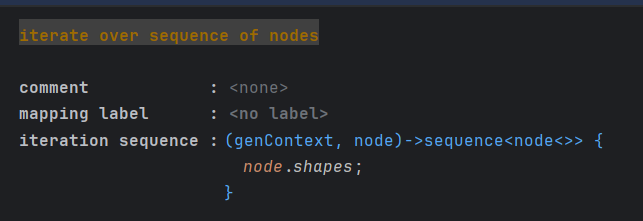 iterate over sequence of nodes
comment : <none>
mapping label : <no label>
iteration sequence : (genContext, node)->sequence<node<>> {
node.shapes;
}